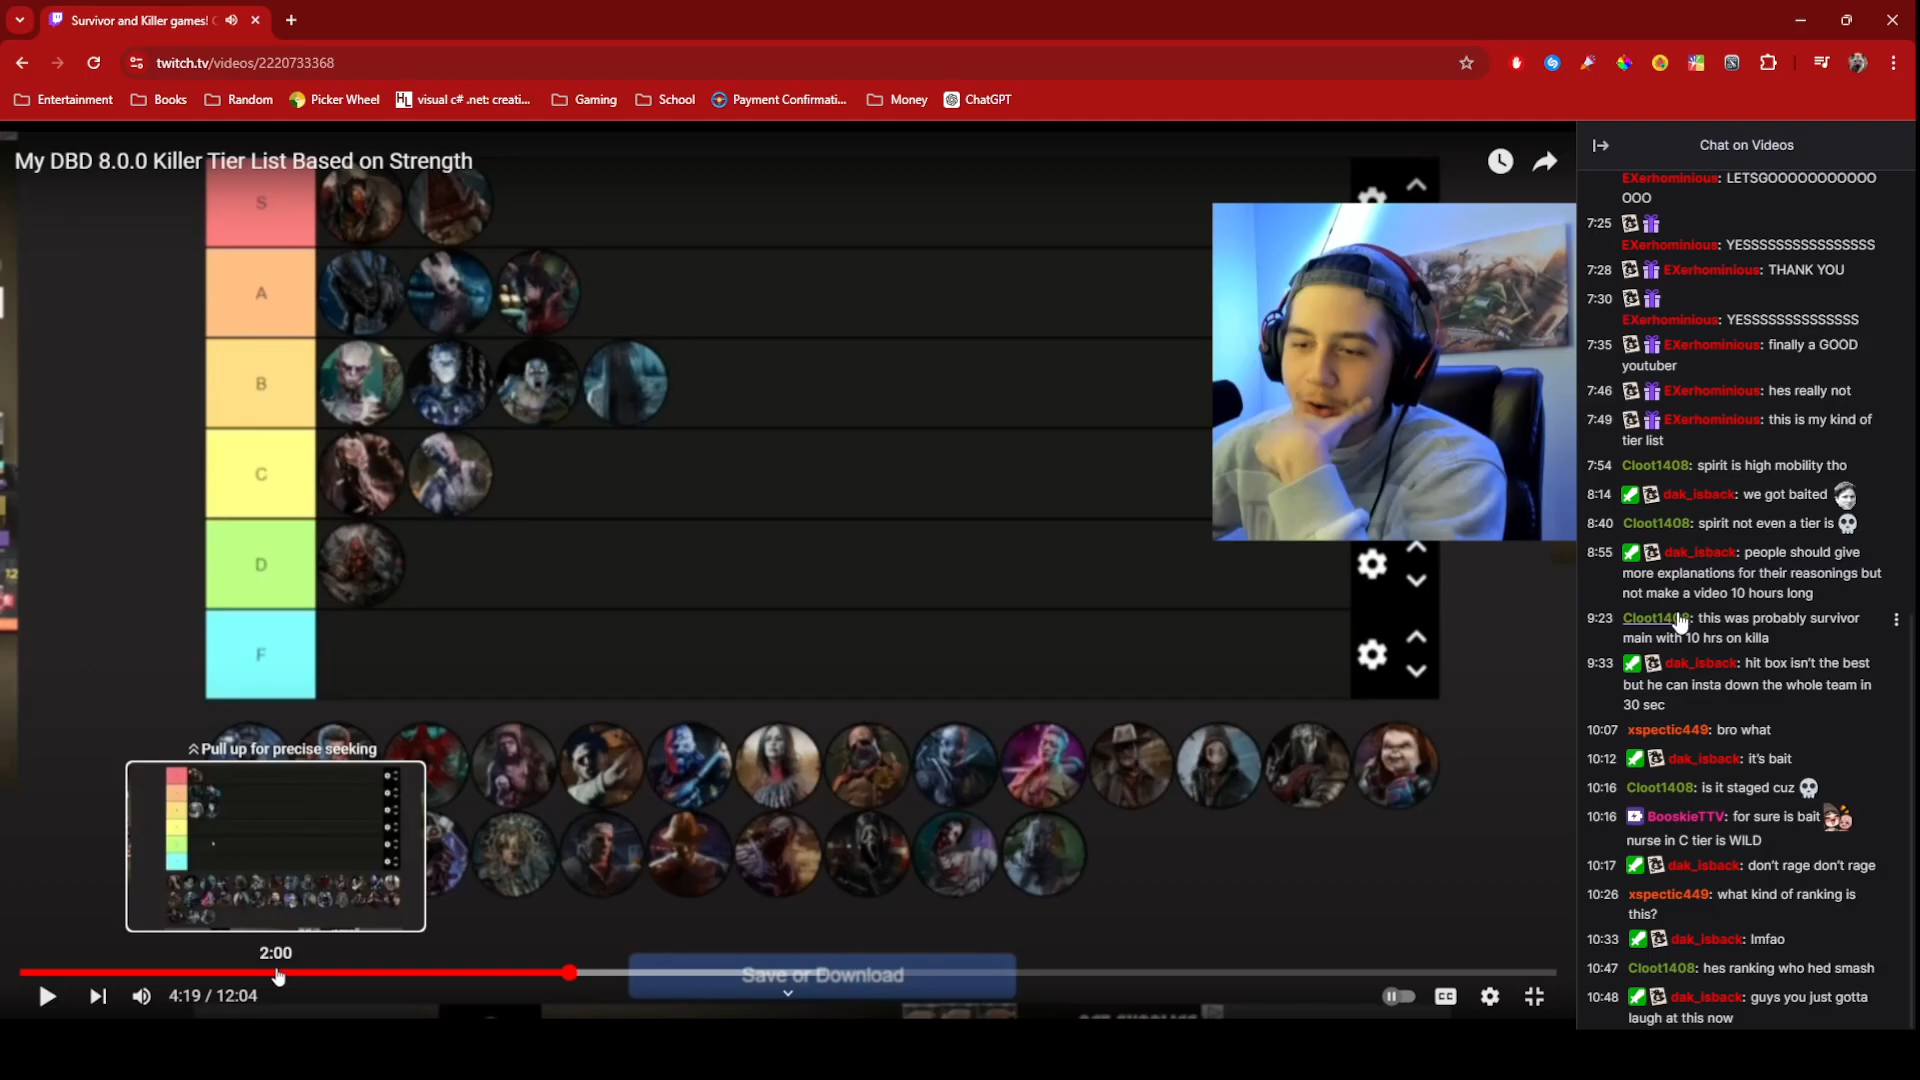 Survivor and Killer games!
twitch.tv/videos/2220733368
Entertainment
Books
Random
Picker Wheel
visual c# .net: creati...
Gaming
School
Payment Confirmati...
Money
ChatGPT
My DBD 8.0.0 Killer Tier List Based on Strength
S
A
B
C
D
F
Pull up for precise seeking
2:00
Save or Download
4:19 / 12:04
CC
12
Chat on Videos
EXerhominious: LETSGOOOOOOOOOOO
OOO
7:25
EXerhominious: YESSSSSSSSSSSSSSSS
7:28 EXerhominious: THANK YOU
7:30
EXerhominious: YESSSSSSSSSSSSSS
7:35 EXerhominious: finally a GOOD
youtuber
7:46 EXerhominious: hes really not
7:49 EXerhominious: this is my kind of
tier list
7:54 Cloot1408: spirit is high mobility tho
8:14 dak_isback: we got baited
8:40 Cloot1408: spirit not even a tier is
8:55 dak_isback: people should give
more explanations for their reasonings but
not make a video 10 hours long
9:23 Cloot1408: this was probably survivor
main with 10 hrs on killa
9:33 dak_isback: hit box isn't the best
but he can insta down the whole team in
30 sec
10:07 xspectic449: bro what
10:12 dak_isback: it's bait
10:16 Cloot1408: is it staged cuz
10:16 BooskieTTV: for sure is bait
nurse in C tier is WILD
10:17 dak_isback: don't rage don't rage
10:26 xspectic449: what kind of ranking is
this?
10:33 dak_isback: lmfao
10:47 Cloot1408: hes ranking who hed smash
10:48 dak_isback: guys you just gotta
laugh at this now